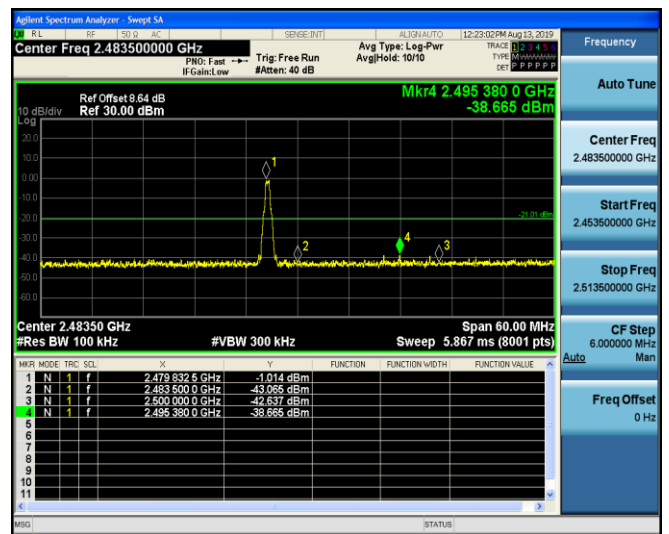 Agilent Spectrum Analyzer - Swept SA
RL RF 50 Ω AC SENSE:INT ALIGNAUTO 12:23:02 PM Aug 13, 2019
Center Freq 2.483500000 GHz
PNO: Fast
IFGain:Low
Trig: Free Run
#Atten: 40 dB
Avg Type: Log-Pwr
Avg|Hold: 10/10
TRACE 1 2 3 4 5 6
TYPE M
DET P P P P P P
Frequency
Auto Tune
Center Freq
2.483500000 GHz
Start Freq
2.453500000 GHz
Stop Freq
2.513500000 GHz
CF Step
6.000000 MHz
Auto Man
Freq Offset
0 Hz
Mkr4 2.495 380 0 GHz
-38.665 dBm
Ref Offset 8.64 dB
10 dB/div Ref 30.00 dBm
Log
20.0
0.00
-10.0
-20.0
-30.0
-40.0
-50.0
-60.0
1
2
3
4
-21.01 dBm
Center 2.48350 GHz Span 60.00 MHz
#Res BW 100 kHz #VBW 300 kHz Sweep 5.867 ms (8001 pts)
MKR MODE TRC SCL X Y FUNCTION FUNCTION WIDTH FUNCTION VALUE
1 N 1 f 2.479 832 5 GHz -1.014 dBm
2 N 1 f 2.483 500 0 GHz -43.065 dBm
3 N 1 f 2.500 000 0 GHz -42.637 dBm
4 N 1 f 2.495 380 0 GHz -38.665 dBm
5
6
7
8
9
10
11
MSG STATUS